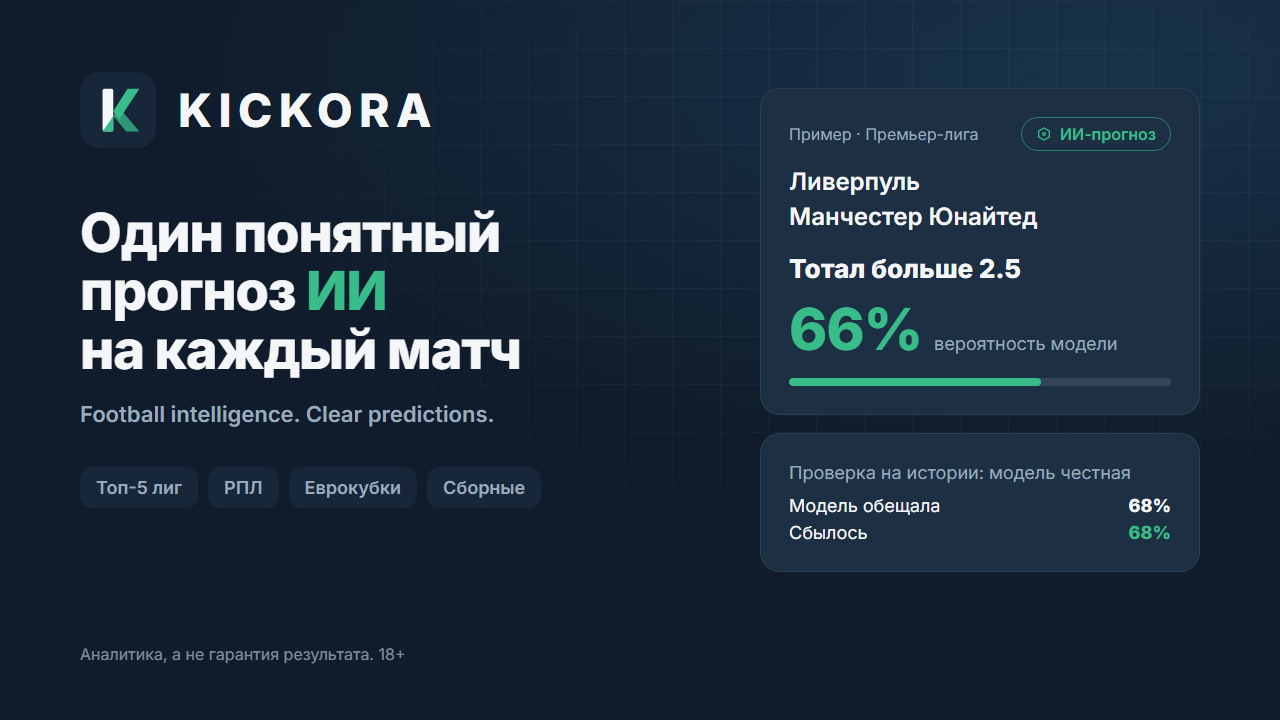 KICKORA
Один понятный
прогноз ИИ
на каждый матч
Football intelligence. Clear predictions.
Топ-5 лиг
РПЛ
Еврокубки
Сборные
Аналитика, а не гарантия результата. 18+
Пример · Премьер-лига
ИИ-прогноз
Ливерпуль
Манчестер Юнайтед
Тотал больше 2.5
66% вероятность модели
Проверка на истории: модель честная
Модель обещала 68%
Сбылось 68%